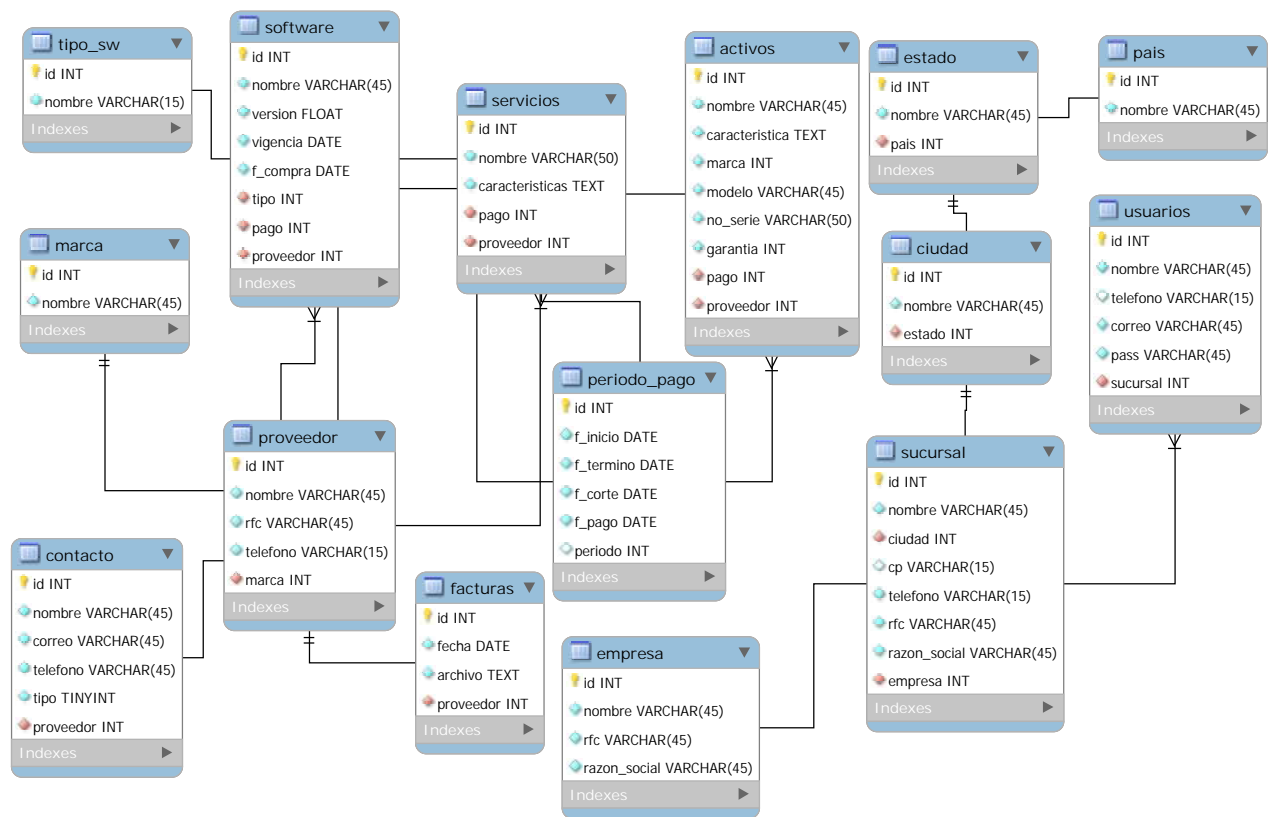 tipo_sw
id INT
nombre VARCHAR(15)
Indexes
software
id INT
nombre VARCHAR(45)
version FLOAT
vigencia DATE
f_compra DATE
tipo INT
pago INT
proveedor INT
Indexes
servicios
id INT
nombre VARCHAR(50)
caracteristicas TEXT
pago INT
proveedor INT
Indexes
activos
id INT
nombre VARCHAR(45)
caracteristica TEXT
marca INT
modelo VARCHAR(45)
no_serie VARCHAR(50)
garantia INT
pago INT
proveedor INT
Indexes
estado
id INT
nombre VARCHAR(45)
pais INT
Indexes
pais
id INT
nombre VARCHAR(45)
Indexes
marca
id INT
nombre VARCHAR(45)
Indexes
ciudad
id INT
nombre VARCHAR(45)
estado INT
Indexes
usuarios
id INT
nombre VARCHAR(45)
telefono VARCHAR(15)
correo VARCHAR(45)
pass VARCHAR(45)
sucursal INT
Indexes
periodo_pago
id INT
f_inicio DATE
f_termino DATE
f_corte DATE
f_pago DATE
periodo INT
Indexes
proveedor
id INT
nombre VARCHAR(45)
rfc VARCHAR(45)
telefono VARCHAR(15)
marca INT
Indexes
sucursal
id INT
nombre VARCHAR(45)
ciudad INT
cp VARCHAR(15)
telefono VARCHAR(15)
rfc VARCHAR(45)
razon_social VARCHAR(45)
empresa INT
Indexes
contacto
id INT
nombre VARCHAR(45)
correo VARCHAR(45)
telefono VARCHAR(45)
tipo TINYINT
proveedor INT
Indexes
facturas
id INT
fecha DATE
archivo TEXT
proveedor INT
Indexes
empresa
id INT
nombre VARCHAR(45)
rfc VARCHAR(45)
razon_social VARCHAR(45)
Indexes